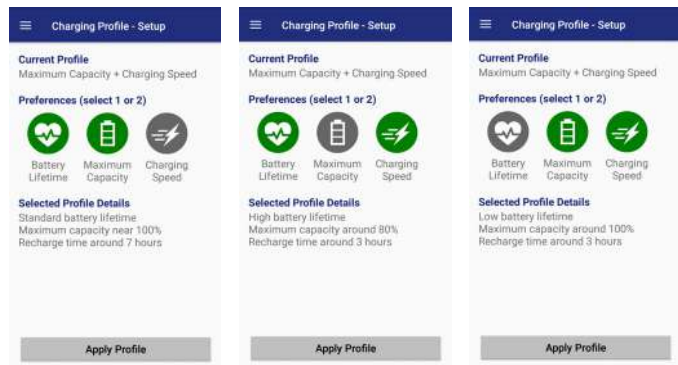 Charging Profile - Setup
Current Profile
Maximum Capacity + Charging Speed
Preferences (select 1 or 2)
Battery Lifetime
Maximum Capacity
Charging Speed
Selected Profile Details
Standard battery lifetime
Maximum capacity near 100%
Recharge time around 7 hours
Apply Profile
Charging Profile - Setup
Current Profile
Maximum Capacity + Charging Speed
Preferences (select 1 or 2)
Battery Lifetime
Maximum Capacity
Charging Speed
Selected Profile Details
High battery lifetime
Maximum capacity around 80%
Recharge time around 3 hours
Apply Profile
Charging Profile - Setup
Current Profile
Maximum Capacity + Charging Speed
Preferences (select 1 or 2)
Battery Lifetime
Maximum Capacity
Charging Speed
Selected Profile Details
Low battery lifetime
Maximum capacity around 100%
Recharge time around 3 hours
Apply Profile